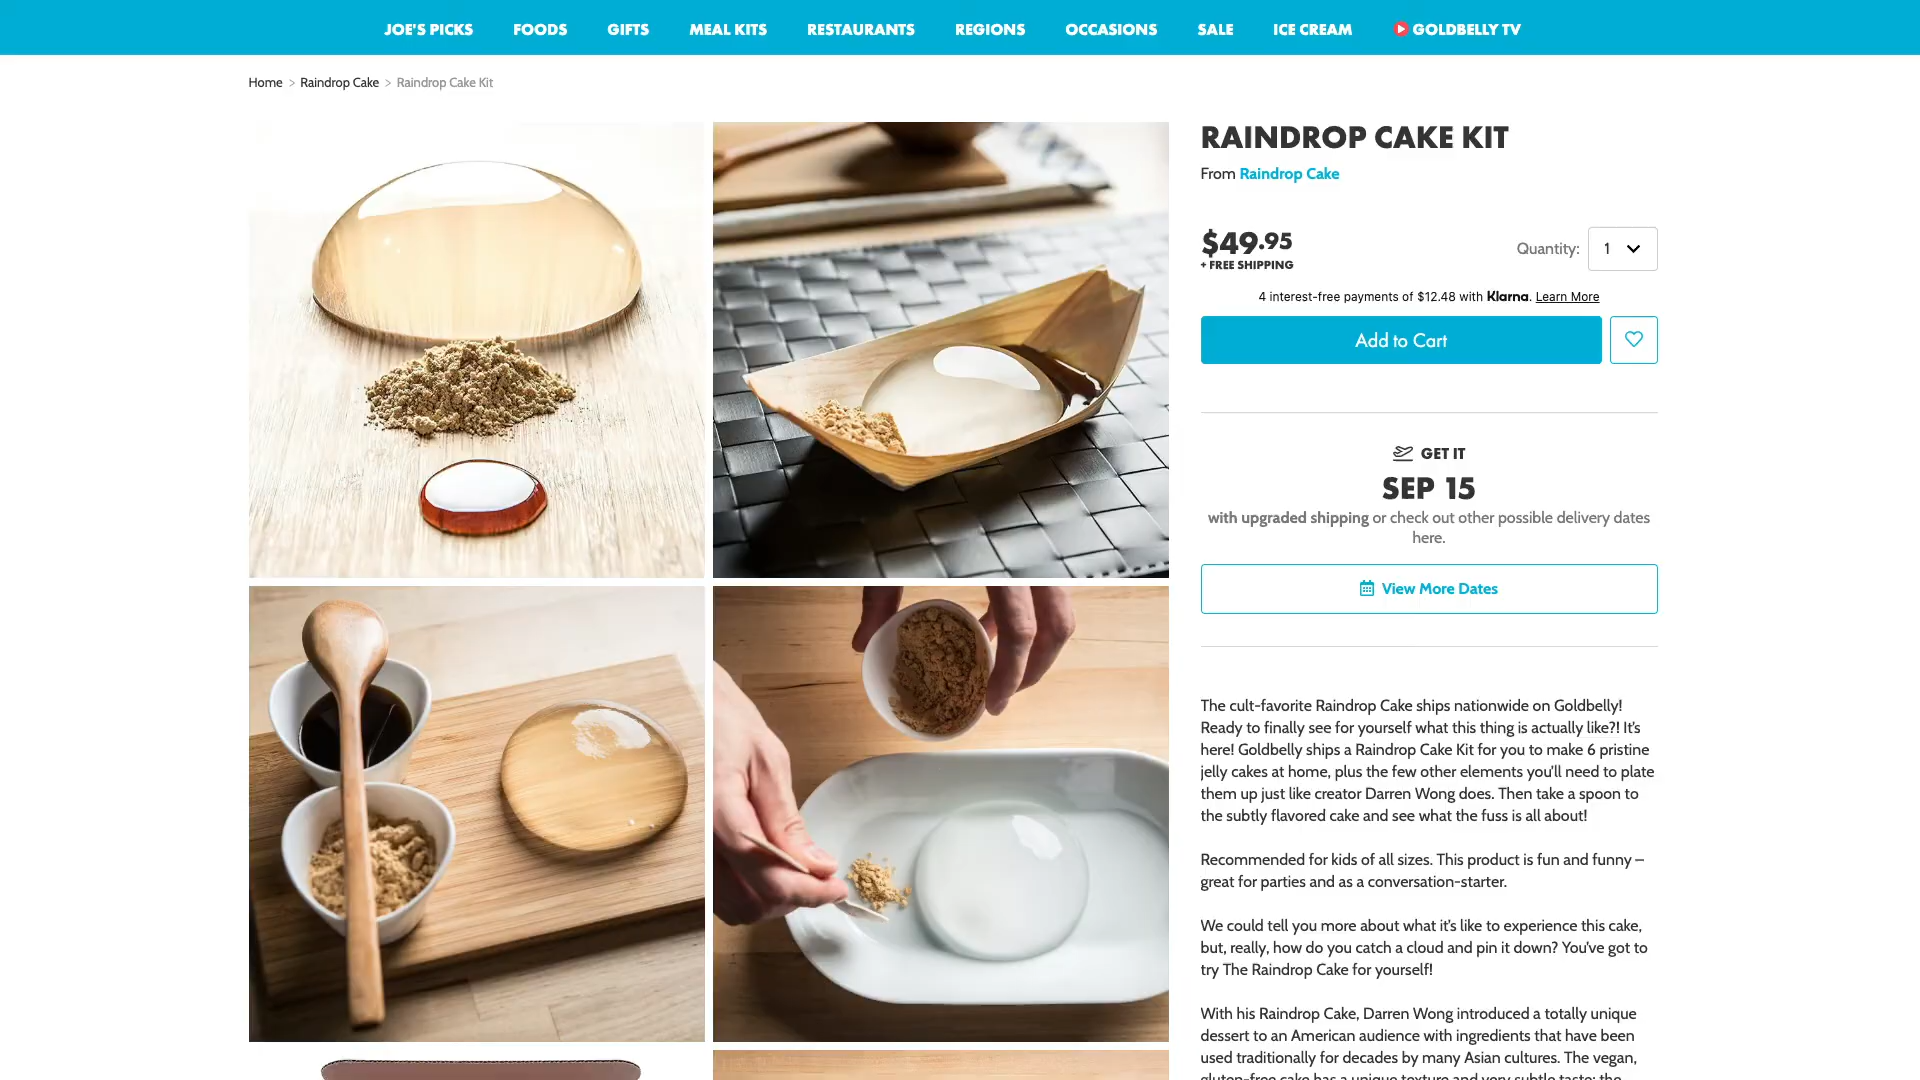 JOE'S PICKS FOODS GIFTS MEAL KITS RESTAURANTS REGIONS OCCASIONS SALE ICE CREAM GOLDBELLY TV
Home > Raindrop Cake > Raindrop Cake Kit
RAINDROP CAKE KIT
From Raindrop Cake
$49.95
+ FREE SHIPPING
Quantity: 1
4 interest-free payments of $12.48 with Klarna. Learn More
Add to Cart
GET IT
SEP 15
with upgraded shipping or check out other possible delivery dates
here.
View More Dates
The cult-favorite Raindrop Cake ships nationwide on Goldbelly!
Ready to finally see for yourself what this thing is actually like?! It's
here! Goldbelly ships a Raindrop Cake Kit for you to make 6 pristine
jelly cakes at home, plus the few other elements you'll need to plate
them up just like creator Darren Wong does. Then take a spoon to
the subtly flavored cake and see what the fuss is all about!
Recommended for kids of all sizes. This product is fun and funny –
great for parties and as a conversation-starter.
We could tell you more about what it's like to experience this cake,
but, really, how do you catch a cloud and pin it down? You've got to
try The Raindrop Cake for yourself!
With his Raindrop Cake, Darren Wong introduced a totally unique
dessert to an American audience with ingredients that have been
used traditionally for decades by many Asian cultures. The vegan,
gluten-free cake has a unique texture and very subtle taste; the